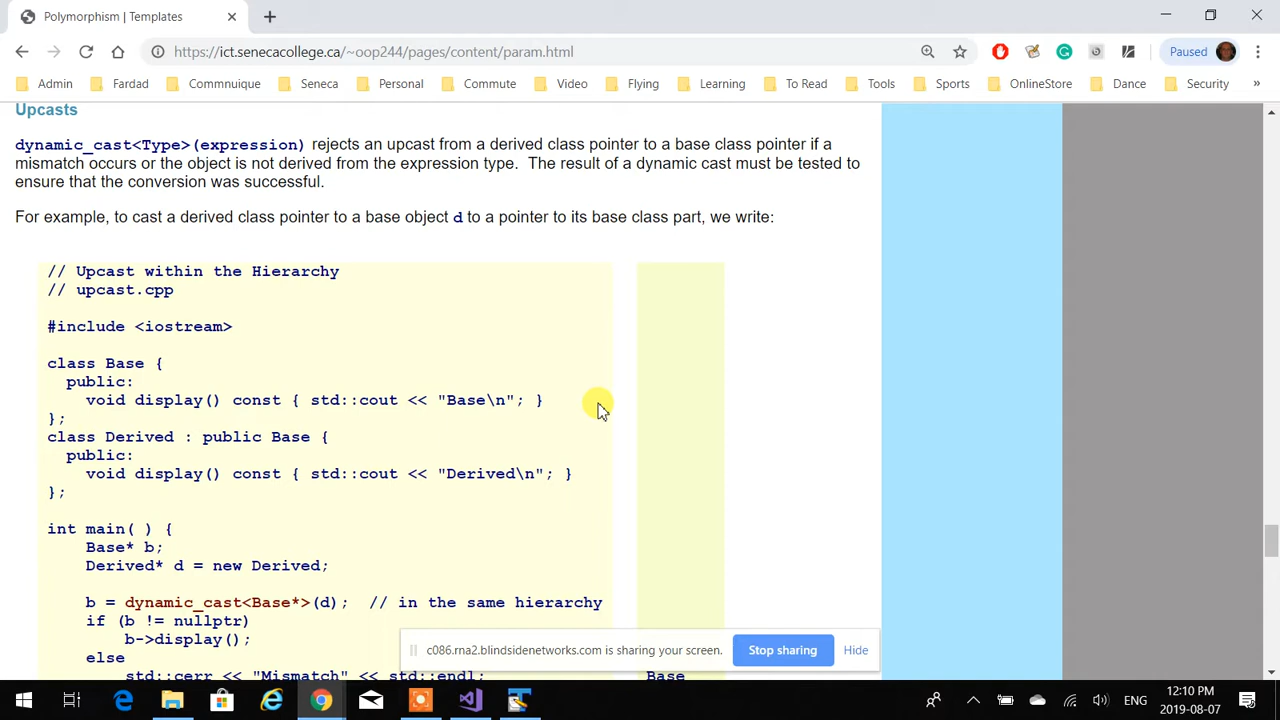 Polymorphism | Templates
https://ict.senecacollege.ca/~oop244/pages/content/param.html
Paused
Admin Fardad Commnuique Seneca Personal Commute Video Flying Learning To Read Tools Sports OnlineStore Dance Security »
Upcasts
dynamic_cast<Type>(expression) rejects an upcast from a derived class pointer to a base class pointer if a
mismatch occurs or the object is not derived from the expression type. The result of a dynamic cast must be tested to
ensure that the conversion was successful.
For example, to cast a derived class pointer to a base object d to a pointer to its base class part, we write:
// Upcast within the Hierarchy
// upcast.cpp
#include <iostream>
class Base {
public:
void display() const { std::cout << "Base\n"; }
};
class Derived : public Base {
public:
void display() const { std::cout << "Derived\n"; }
};
int main( ) {
Base* b;
Derived* d = new Derived;
b = dynamic_cast<Base*>(d); // in the same hierarchy
if (b != nullptr)
b->display();
else
std::cerr << "Mismatch" << std::endl;
Base
c086.rna2.blindsidenetworks.com is sharing your screen.
Stop sharing
Hide
ENG
12:10 PM
2019-08-07